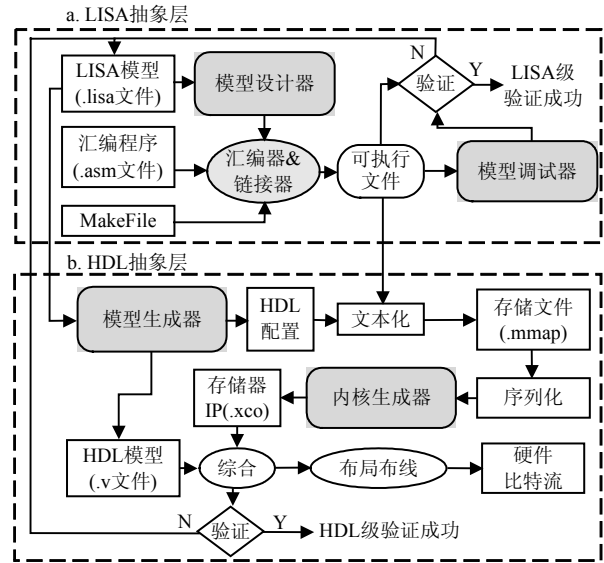 a. LISA抽象层
N
LISA模型
(.lisa文件)
模型设计器
验证
Y
LISA级
验证成功
汇编程序
(.asm文件)
汇编器&
链接器
可执行
文件
模型调试器
MakeFile
b. HDL抽象层
模型生成器
HDL
配置
文本化
存储文件
(.mmap)
存储器
IP(.xco)
内核生成器
序列化
HDL模型
(.v文件)
综合
布局布线
硬件
比特流
N
验证
Y
HDL级验证成功